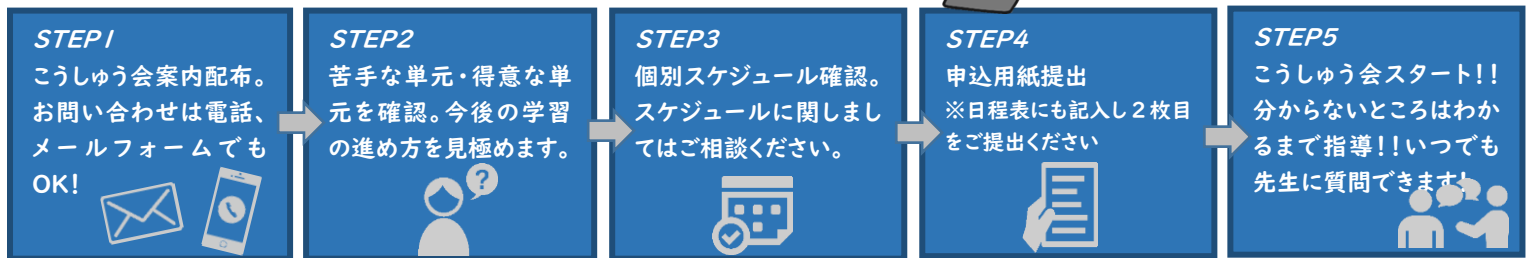 STEP1
こうしゅう会案内配布。
お問い合わせは電話、
メールフォームでも
OK!
STEP2
苦手な単元・得意な単
元を確認。今後の学習
の進め方を見極めます。
?
STEP3
個別スケジュール確認。
スケジュールに関しまし
てはご相談ください。
STEP4
申込用紙提出
※日程表にも記入し2枚目
をご提出ください
STEP5
こうしゅう会スタート!!
分からないところはわか
るまで指導!!いつでも
先生に質問できます!